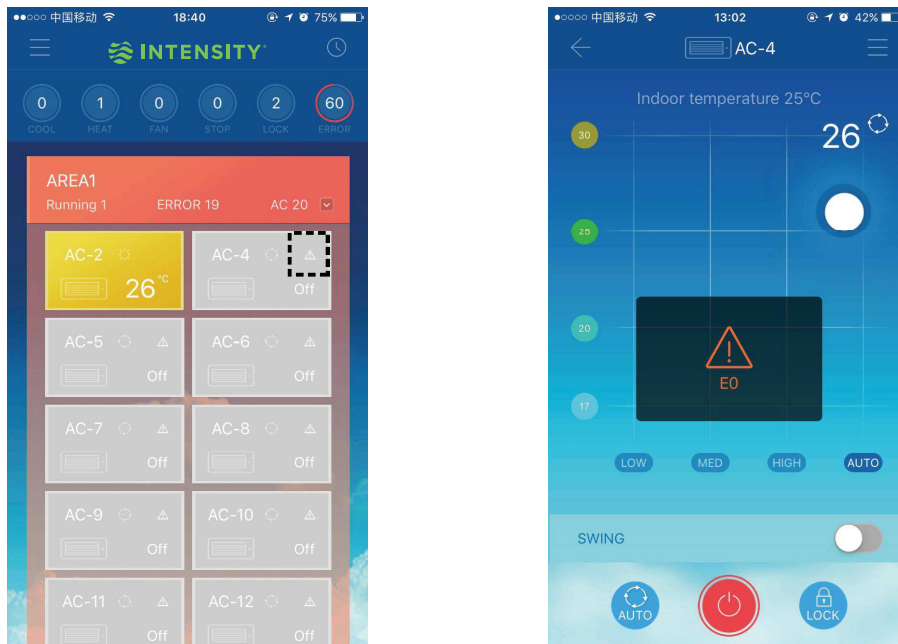 中国移动 18:40 75%
INTENSITY
0 1 0 0 2 60
COOL HEAT FAN STOP LOCK ERROR
AREA1
Running 1 ERROR 19 AC 20
AC-2 AC-4
26°C Off
AC-5 AC-6
Off Off
AC-7 AC-8
Off Off
AC-9 AC-10
Off Off
AC-11 AC-12
Off Off
中国移动 13:02 42%
AC-4
Indoor temperature 25°C
30 26
25
20
E0
17
LOW MED HIGH AUTO
SWING
AUTO LOCK